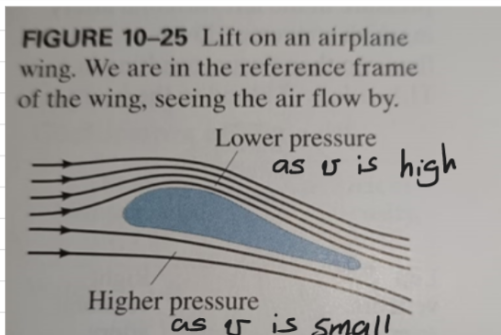 FIGURE 10–25 Lift on an airplane
wing. We are in the reference frame
of the wing, seeing the air flow by.
Lower pressure
as v is high
Higher pressure
as v is small